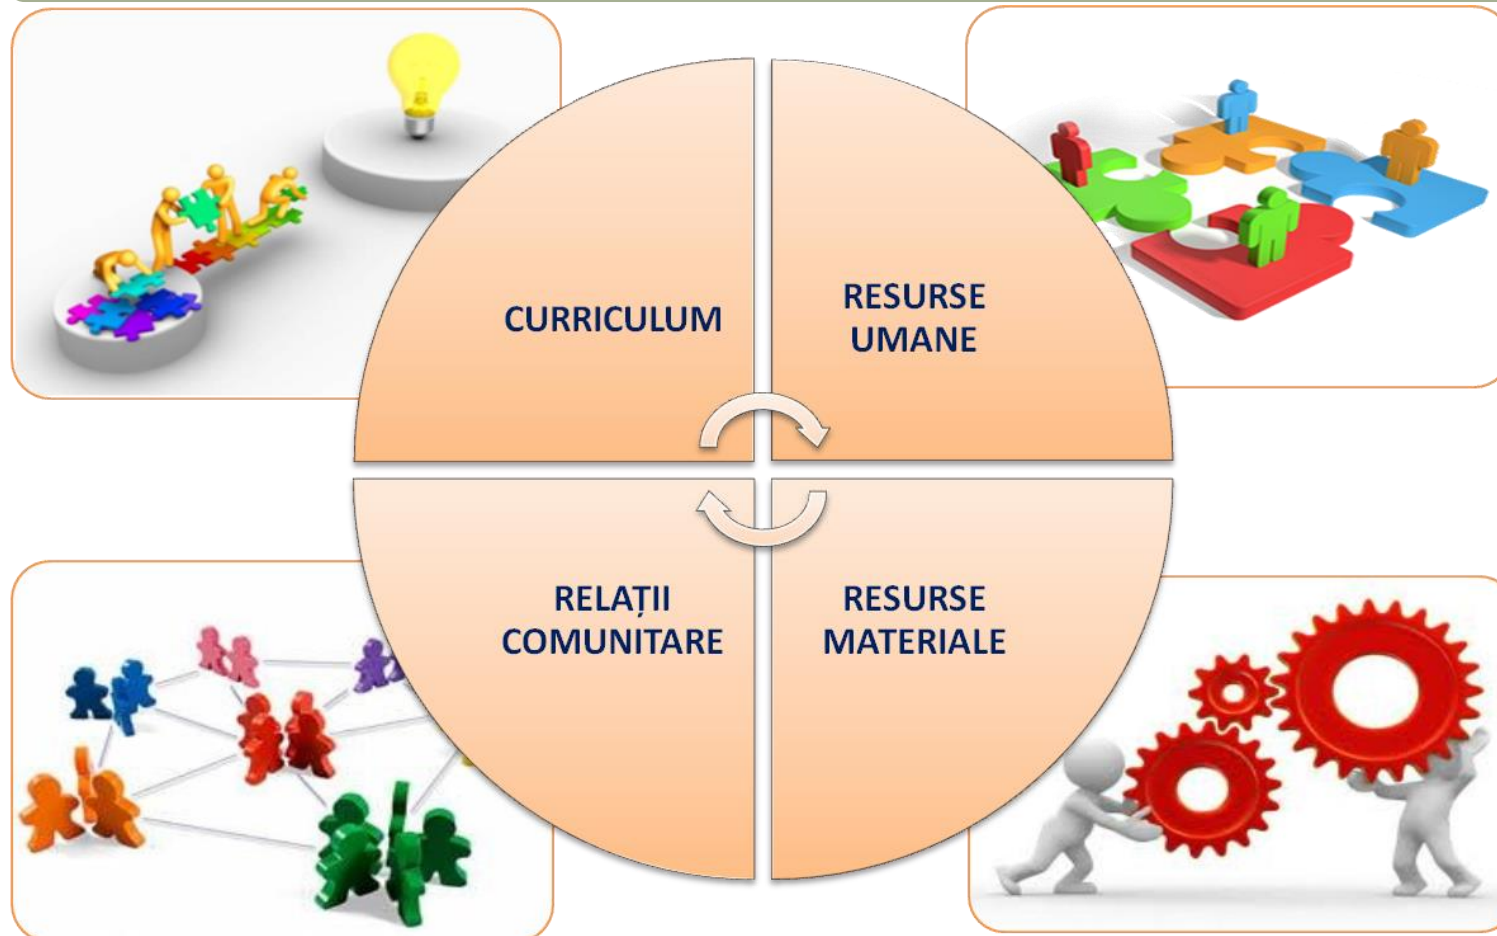 CURRICULUM
RESURSE
UMANE
RELAȚII
COMUNITARE
RESURSE
MATERIALE